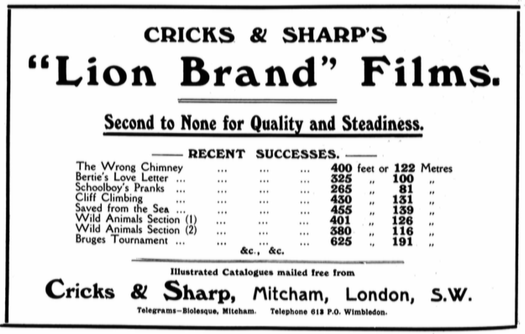 CRICKS & SHARP'S
"Lion Brand" Films.
Second to None for Quality and Steadiness.
RECENT SUCCESSES.
The Wrong Chimney ... ... ... 400 feet or 122 Metres
Bertie's Love Letter ... ... ... ... 325 „ 100 „
Schoolboy's Pranks ... ... ... ... 265 „ 81 „
Cliff Climbing ... ... ... ... 430 „ 131 „
Saved from the Sea ... ... ... ... 455 „ 139 „
Wild Animals Section (1) ... ... ... 401 „ 126 „
Wild Animals Section (2) ... ... ... 380 „ 116 „
Bruges Tournament ... ... ... ... 625 „ 191 „
&c., &c.
Illustrated Catalogues mailed free from
Cricks & Sharp, Mitcham, London, S.W.
Telegrams—Biolesque, Mitcham. Telephone 613 P.O. Wimbledon.